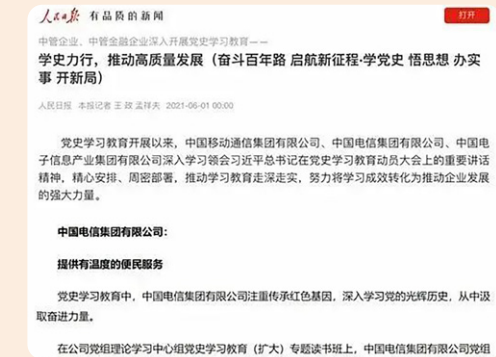 人民日报 有品质的新闻
打开
中管企业、中管金融企业深入开展党史学习教育——
学史力行，推动高质量发展（奋斗百年路 启航新征程·学党史 悟思想 办实
事 开新局）
人民日报 本报记者 王 政 孟祥夫 2021-06-01 00:00
党史学习教育开展以来，中国移动通信集团有限公司、中国电信集团有限公司、中国电
子信息产业集团有限公司深入学习领会习近平总书记在党史学习教育动员大会上的重要讲话
精神，精心安排、周密部署，推动学习教育走深走实，努力将学习成效转化为推动企业发展
的强大力量。
中国电信集团有限公司：
提供有温度的便民服务
党史学习教育中，中国电信集团有限公司注重传承红色基因，深入学习党的光辉历史，从中汲
取奋进力量。
在公司党组理论学习中心组党史学习教育（扩大）专题读书班上，中国电信集团有限公司党组